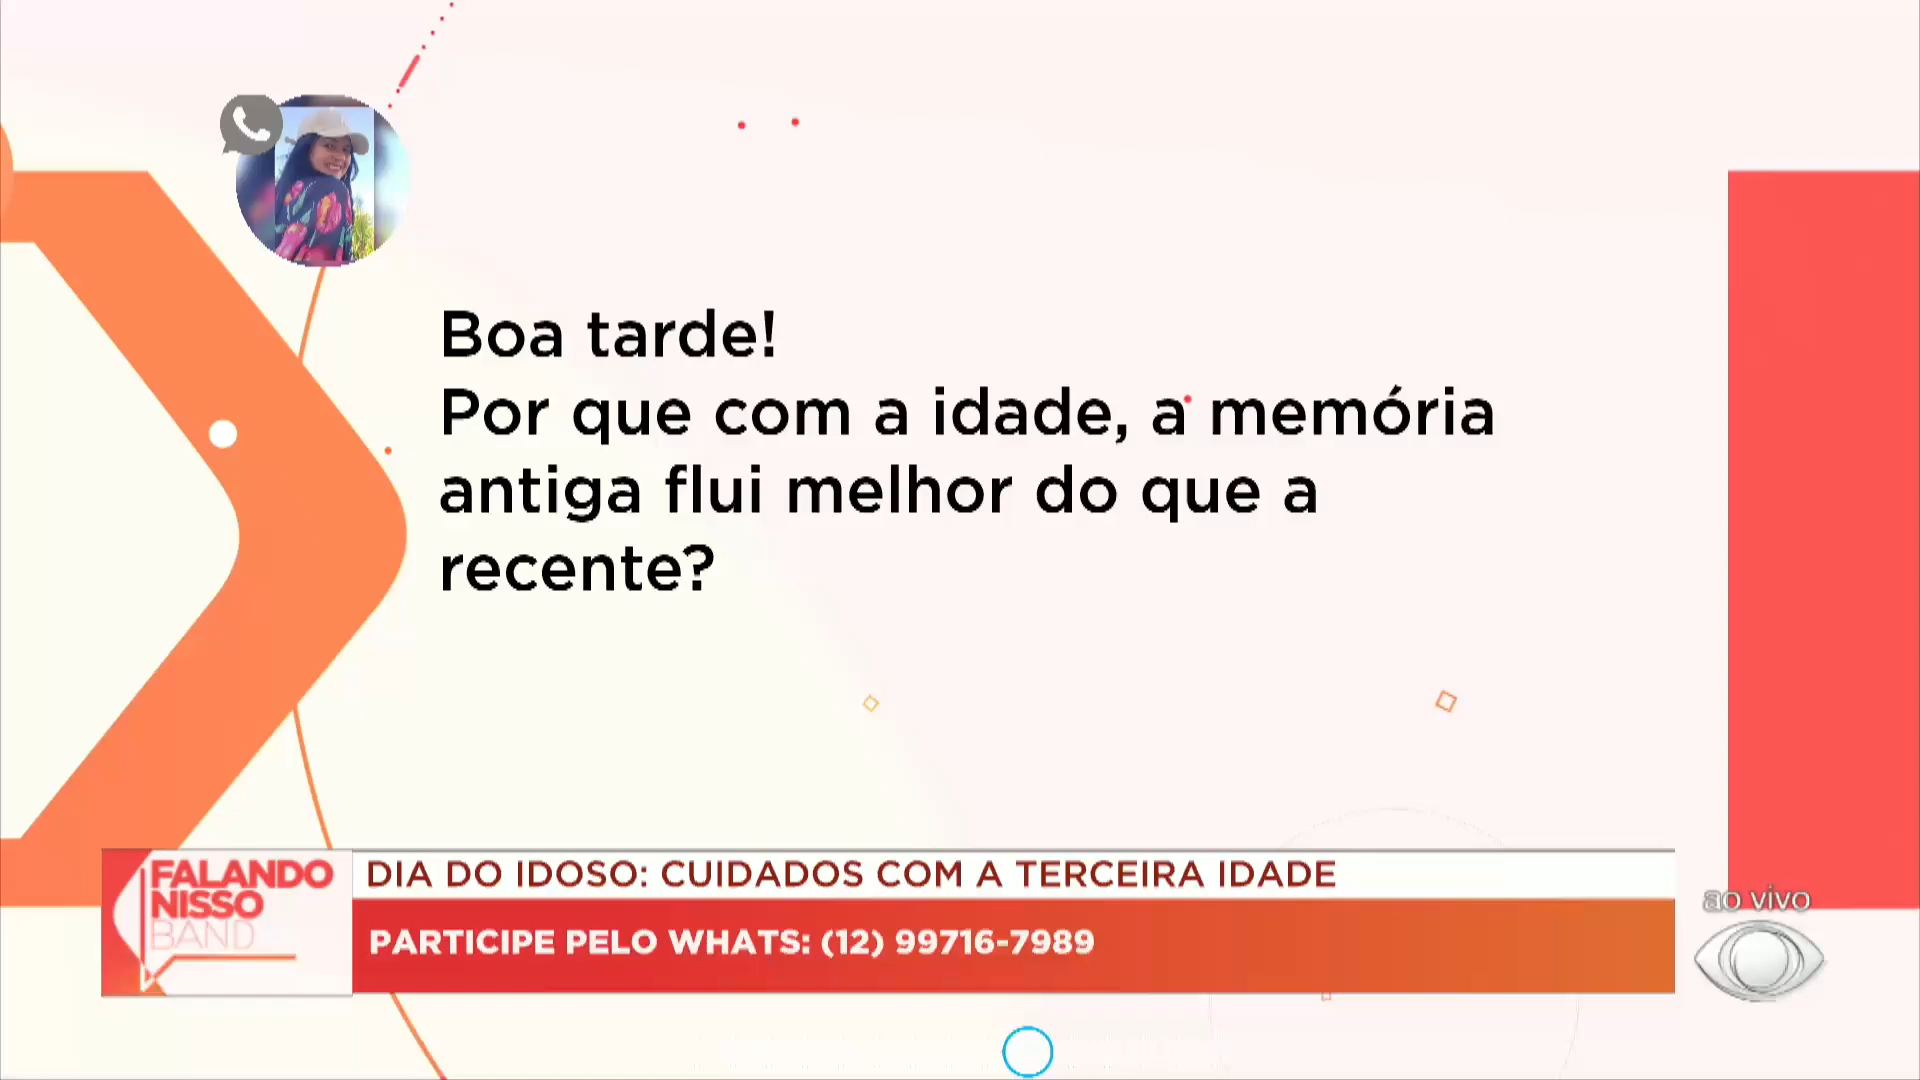 Boa tarde!
Por que com a idade, a memória
antiga flui melhor do que a
recente?
FALANDO
NISSO
BAND
DIA DO IDOSO: CUIDADOS COM A TERCEIRA IDADE
PARTICIPE PELO WHATS: (12) 99716-7989
ao vivo